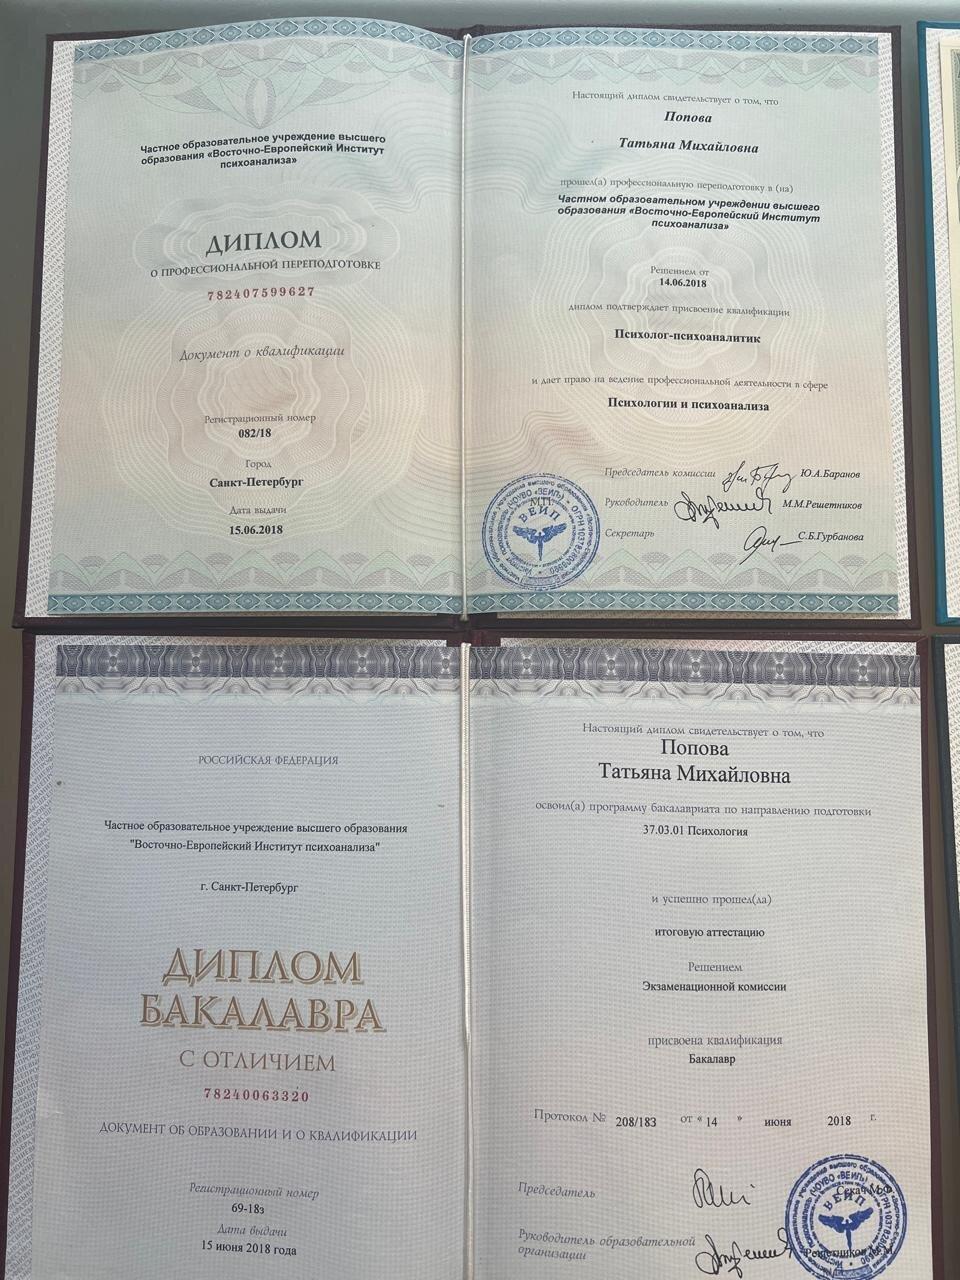 Частное образовательное учреждение высшего
образования «Восточно-Европейский Институт
психоанализа»
ДИПЛОМ
О ПРОФЕССИОНАЛЬНОЙ ПЕРЕПОДГОТОВКЕ
782407599627
Документ о квалификации
Регистрационный номер
082/18
Город
Санкт-Петербург
Дата выдачи
15.06.2018
Настоящий диплом свидетельствует о том, что
Попова
Татьяна Михайловна
прошел(а) профессиональную переподготовку в (на)
Частном образовательном учреждении высшего
образования «Восточно-Европейский Институт
психоанализа»
Решением от
14.06.2018
диплом подтверждает присвоение квалификации
Психолог-психоаналитик
и дает право на ведение профессиональной деятельности в сфере
Психологии и психоанализа
Председатель комиссии Ю.А.Баранов
Руководитель М.М.Решетников
Секретарь С.Б.Гурбанова
М.П.
ВЕИП
РОССИЙСКАЯ ФЕДЕРАЦИЯ
Частное образовательное учреждение высшего образования
"Восточно-Европейский Институт психоанализа"
г. Санкт-Петербург
ДИПЛОМ
БАКАЛАВРА
С ОТЛИЧИЕМ
78240063320
ДОКУМЕНТ ОБ ОБРАЗОВАНИИ И О КВАЛИФИКАЦИИ
Регистрационный номер
69-18з
Дата выдачи
15 июня 2018 года
Настоящий диплом свидетельствует о том, что
Попова
Татьяна Михайловна
освоил(а) программу бакалавриата по направлению подготовки
37.03.01 Психология
и успешно прошел(ла)
итоговую аттестацию
Решением
Экзаменационной комиссии
присвоена квалификация
Бакалавр
Протокол № 208/183 от « 14 » июня 2018 г.
Председатель Секач М.Ф.
Руководитель образовательной
организации Решетников М.М.
ВЕИП